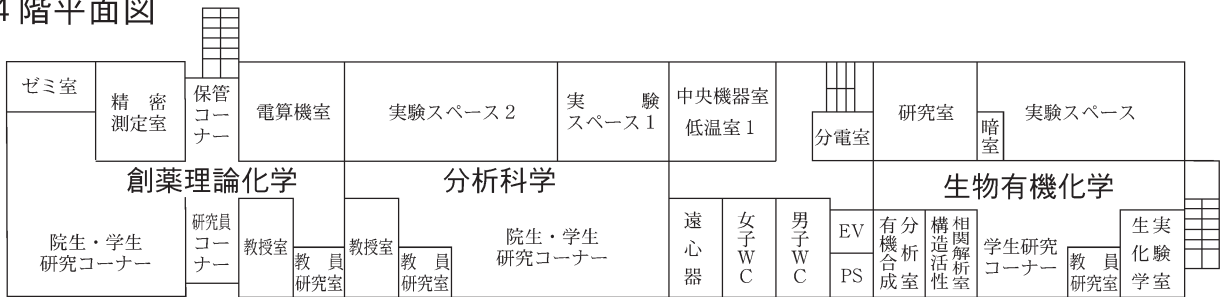 4階平面図
ゼミ室
精　密
測定室
保管
コー
ナー
電算機室
実験スペース２
実　　験
スペース１
中央機器室
低温室１
分電室
研究室
暗室
実験スペース
創薬理論化学
分析科学
生物有機化学
院生・学生
研究コーナー
研究員
コー
ナー
教授室
教　員
研究室
教授室
教　員
研究室
院生・学生
研究コーナー
遠心器
女子WC
男子WC
EV
PS
有機合成
分析室
構造活性
相関解析室
学生研究
コーナー
教　員
研究室
生化学
実験室